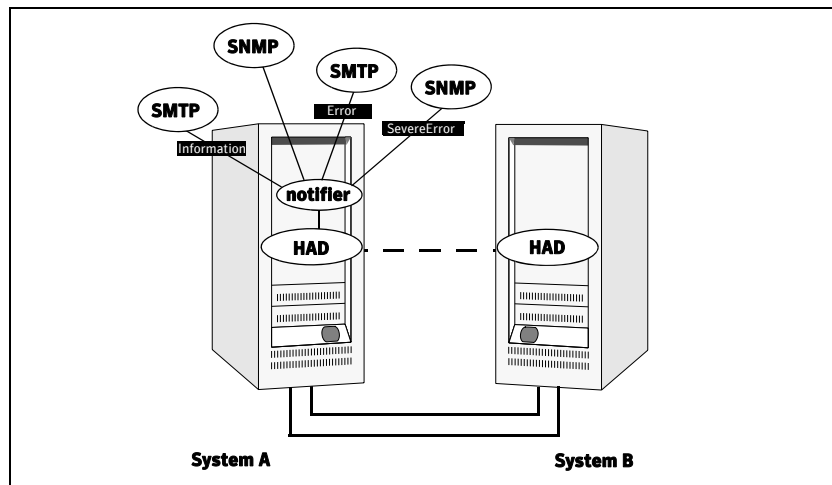 SNMP
SMTP
SNMP
SMTP
Error
SevereError
Information
notifier
HAD
HAD
System A
System B